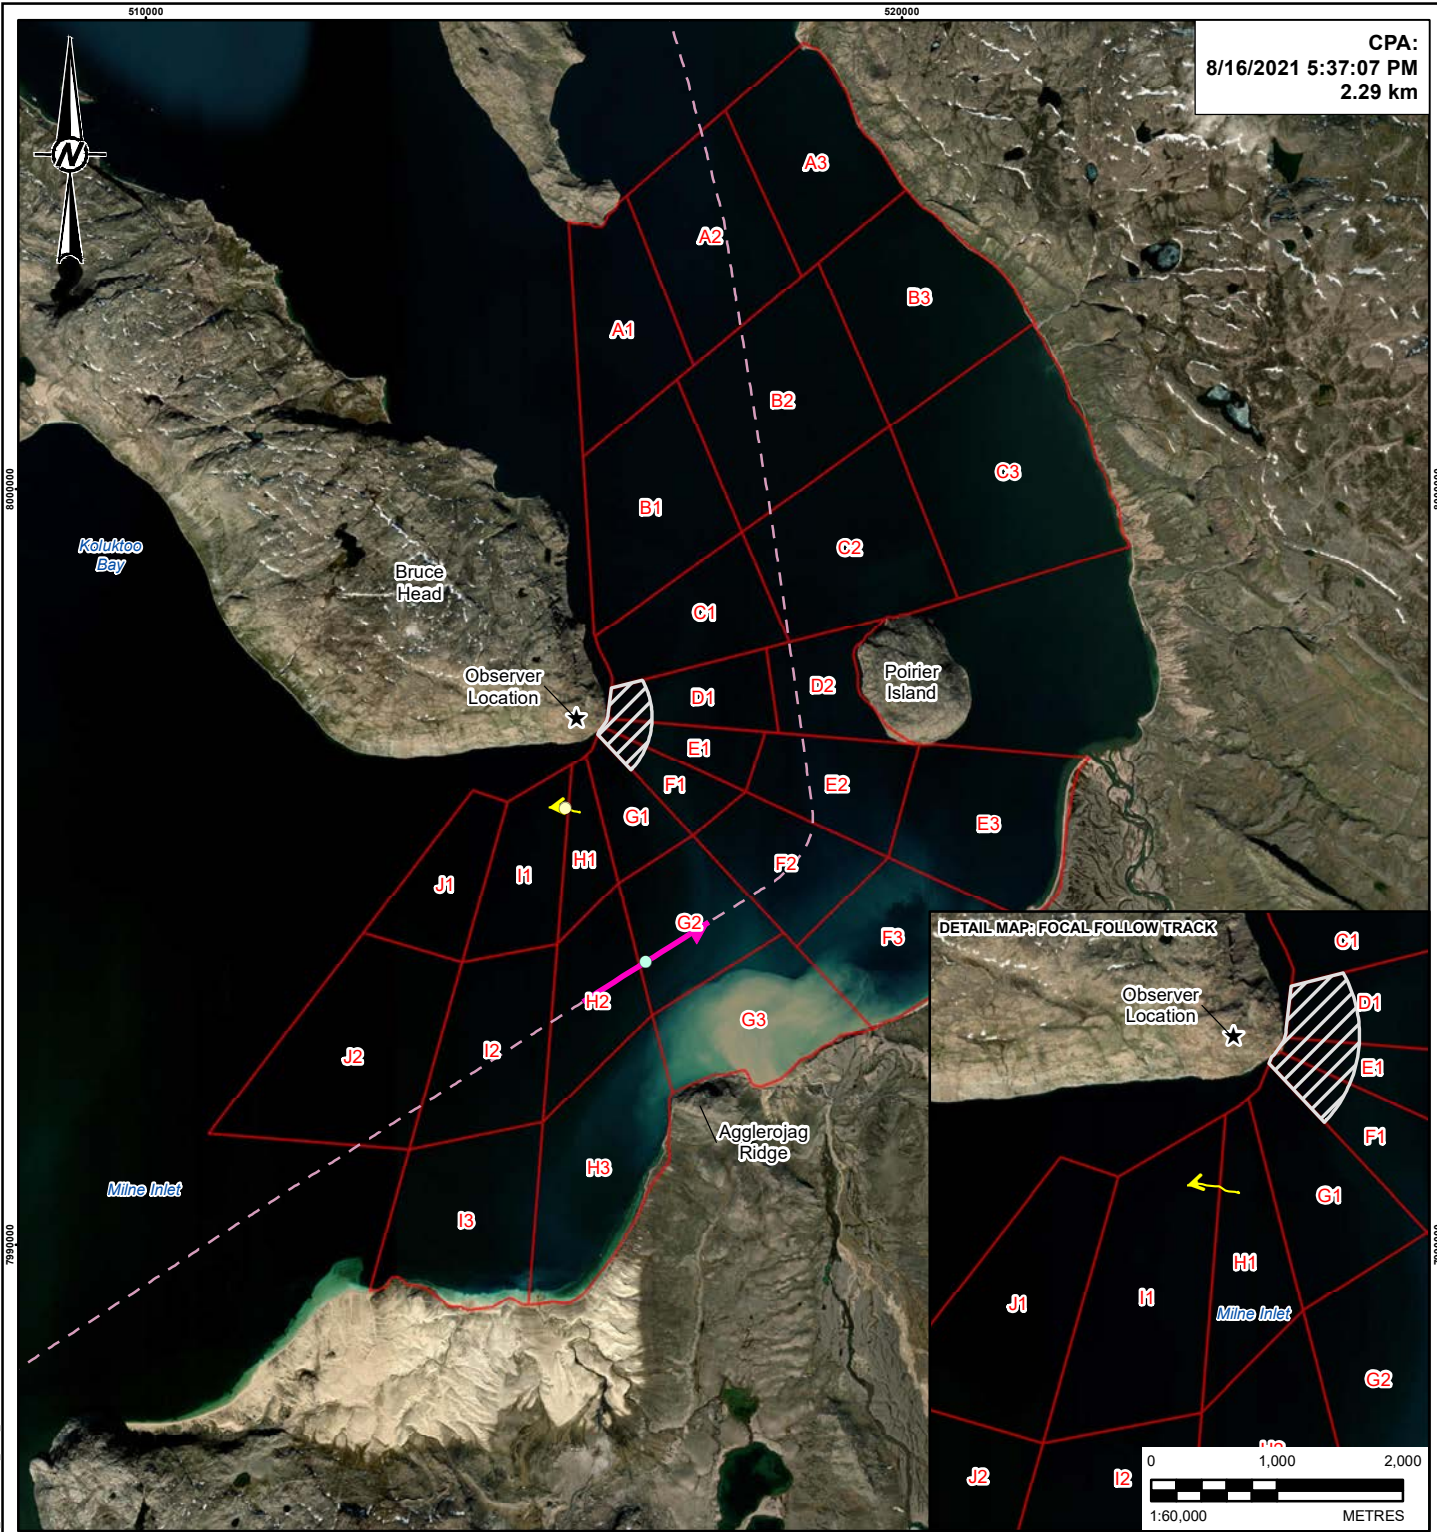 510000
520000
CPA:
8/16/2021 5:37:07 PM
2.29 km
N
A3
A2
B3
A1
B2
8000000
8000000
C3
B1
Koluktoo
Bay
C2
Bruce
Head
C1
Observer
Location
Poirier
Island
D1
D2
E1
F1
E2
G1
E3
H1
F2
I1
J1
G2
F3
H2
G3
J2
I2
Agglerojag
Ridge
H3
Milne Inlet
I3
7990000
7990000
DETAIL MAP: FOCAL FOLLOW TRACK
C1
Observer
Location
D1
E1
F1
G1
H1
J1
I1
Milne Inlet
G2
H2
J2
I2
0
1,000
2,000
1:60,000
METRES